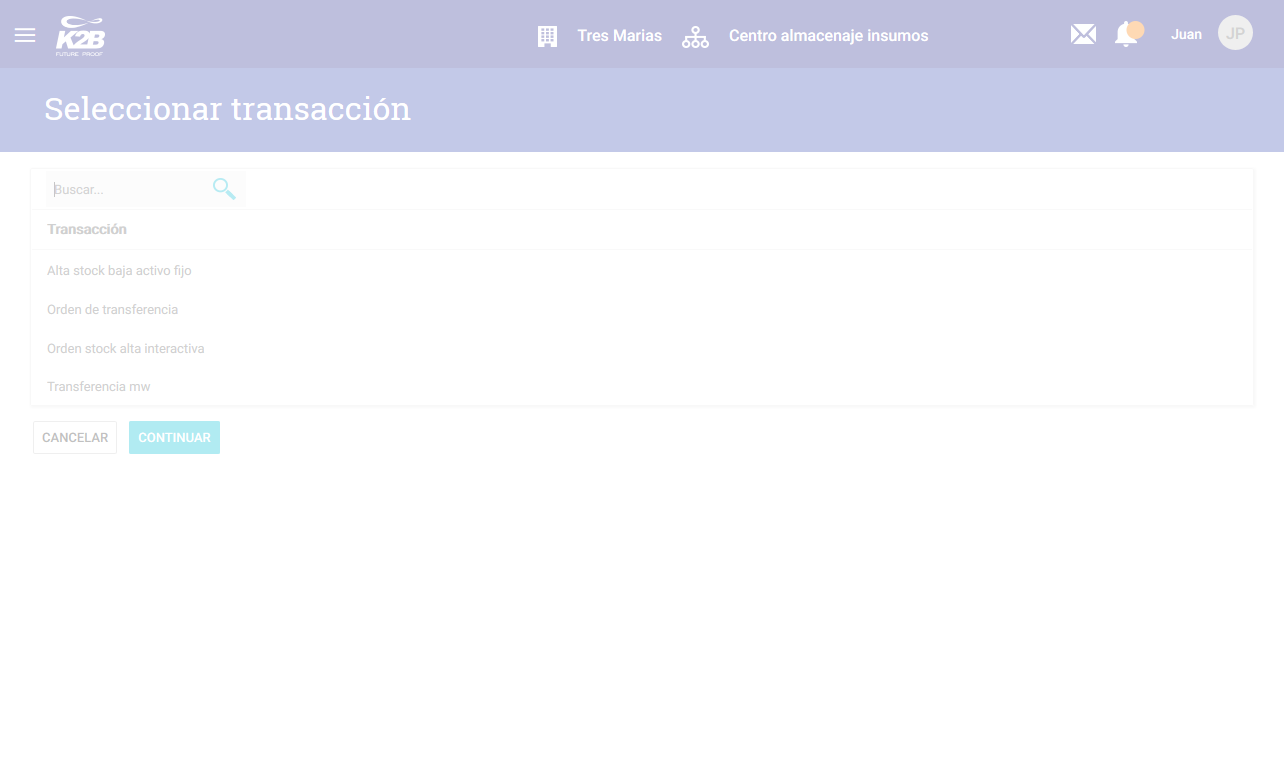 K2B
FUTURE PROOF
Tres Marias
Centro almacenaje insumos
Juan
JP
Seleccionar transacción
Buscar...
Transacción
Alta stock baja activo fijo
Orden de transferencia
Orden stock alta interactiva
Transferencia mw
CANCELAR
CONTINUAR